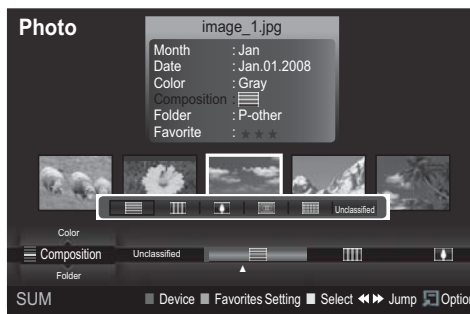 Photo
image_1.jpg
Month : Jan
Date : Jan.01.2008
Color : Gray
Composition :
Folder : P-other
Favorite : ★★★
Unclassified
Color
Composition
Unclassified
Folder
SUM
Device
Favorites Setting
Select
Jump
Option